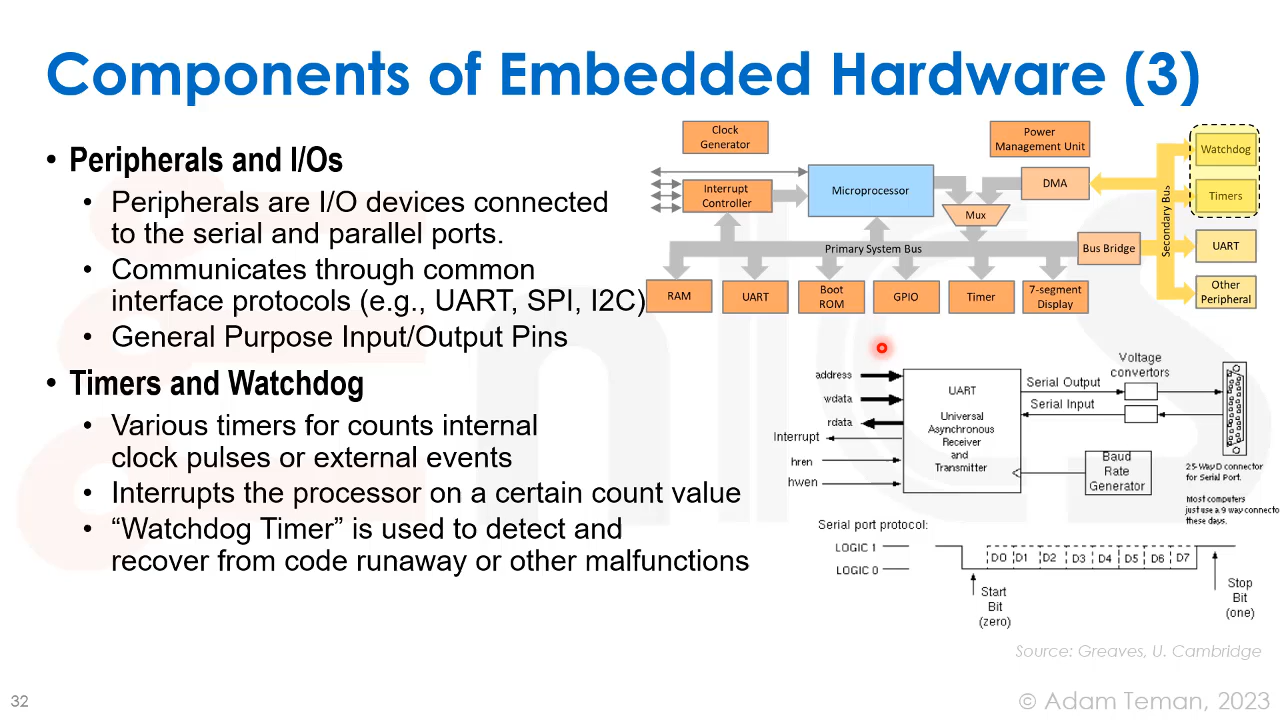 Components of Embedded Hardware (3)
• Peripherals and I/Os
• Peripherals are I/O devices connected
to the serial and parallel ports.
• Communicates through common
interface protocols (e.g., UART, SPI, I2C)
• General Purpose Input/Output Pins
• Timers and Watchdog
• Various timers for counts internal
clock pulses or external events
• Interrupts the processor on a certain count value
• “Watchdog Timer” is used to detect and
recover from code runaway or other malfunctions
Clock
Generator
Power
Management Unit
Interrupt
Controller
Microprocessor
DMA
Mux
Primary System Bus
Bus Bridge
Secondary Bus
Watchdog
Timers
UART
Other
Peripheral
RAM
UART
Boot
ROM
GPIO
Timer
7-segment
Display
address
wdata
rdata
Interrupt
hren
hwen
UART
Universal
Asynchronous
Receiver
and
Transmitter
Serial Output
Serial Input
Voltage
convertors
Baud
Rate
Generator
25-Way D connector
for Serial Port.
Most computers
just use a 9 way connecto
these days.
Serial port protocol:
LOGIC 1
LOGIC 0
D0 D1 D2 D3 D4 D5 D6 D7
Start
Bit
(zero)
Stop
Bit
(one)
Source: Greaves, U. Cambridge
32
© Adam Teman, 2023
EnICS